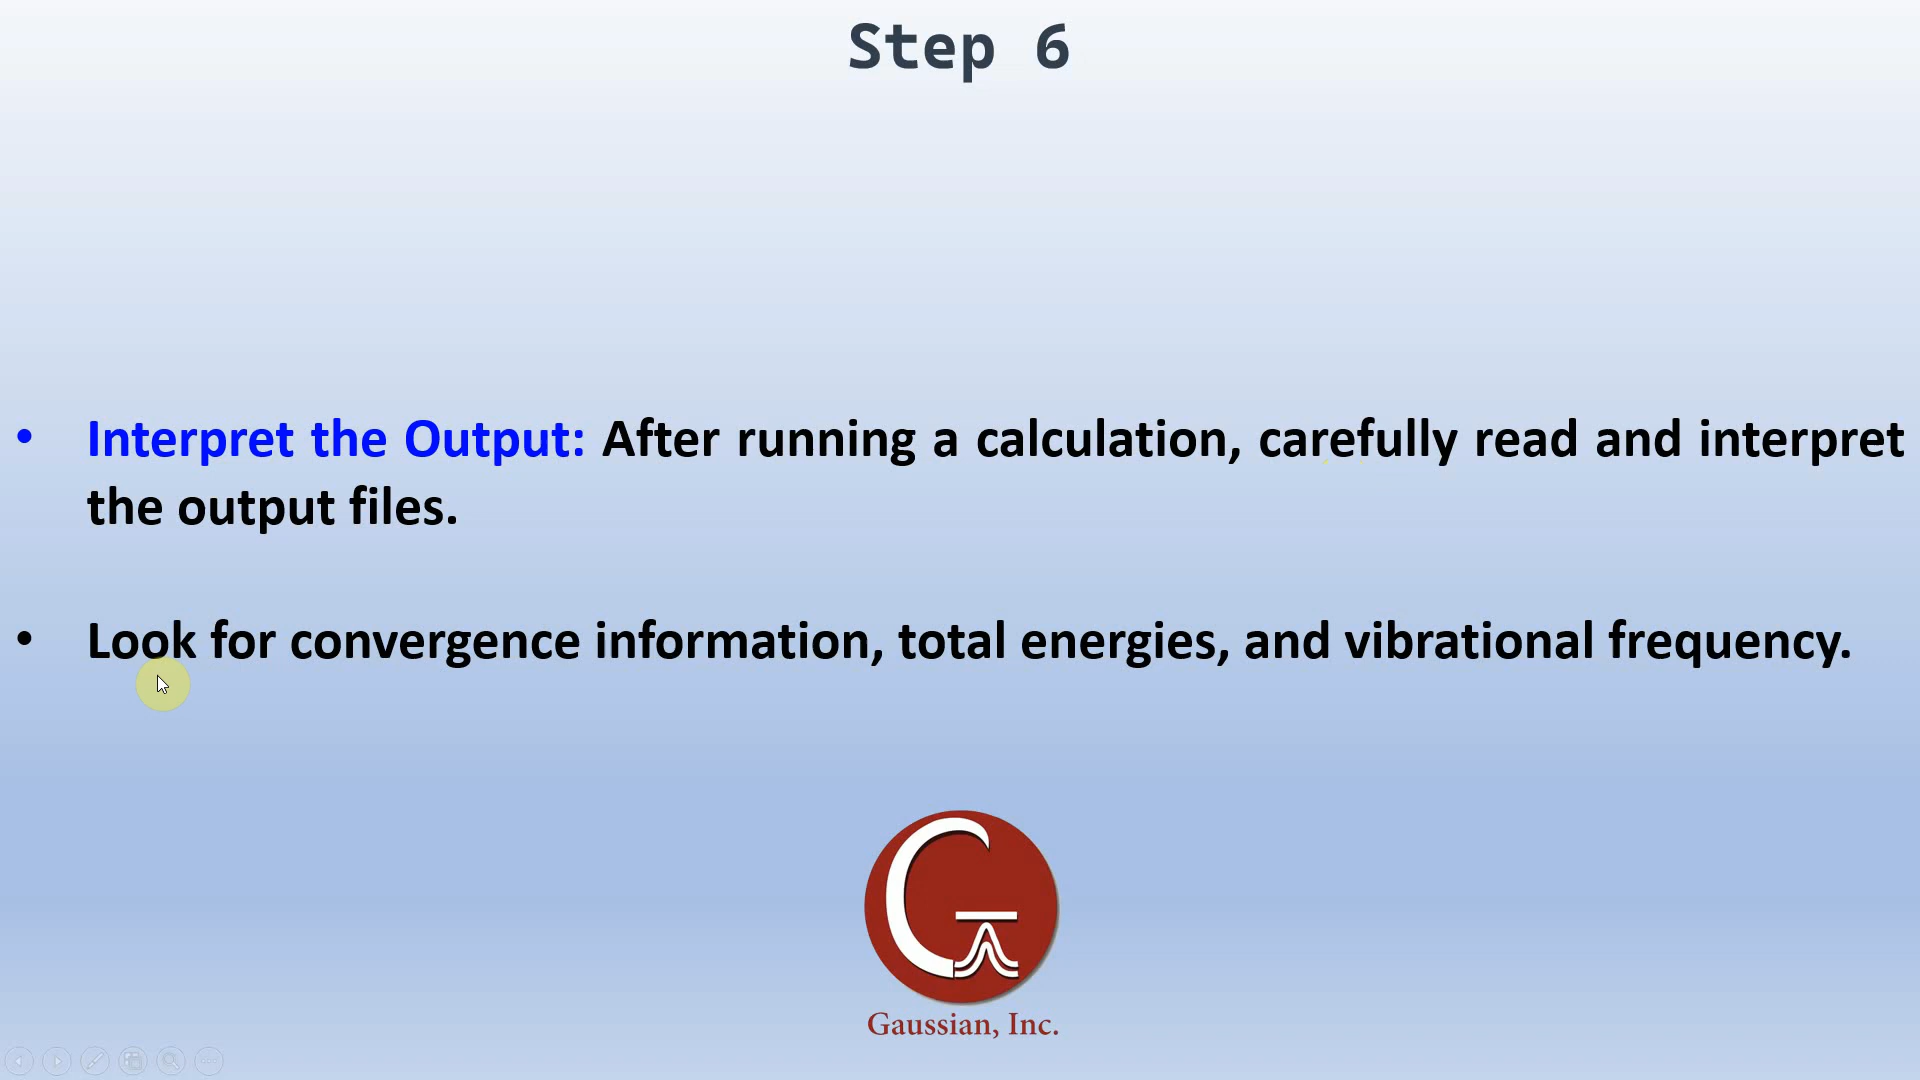 Step 6
• Interpret the Output: After running a calculation, carefully read and interpret
the output files.
• Look for convergence information, total energies, and vibrational frequency.
G
Gaussian, Inc.